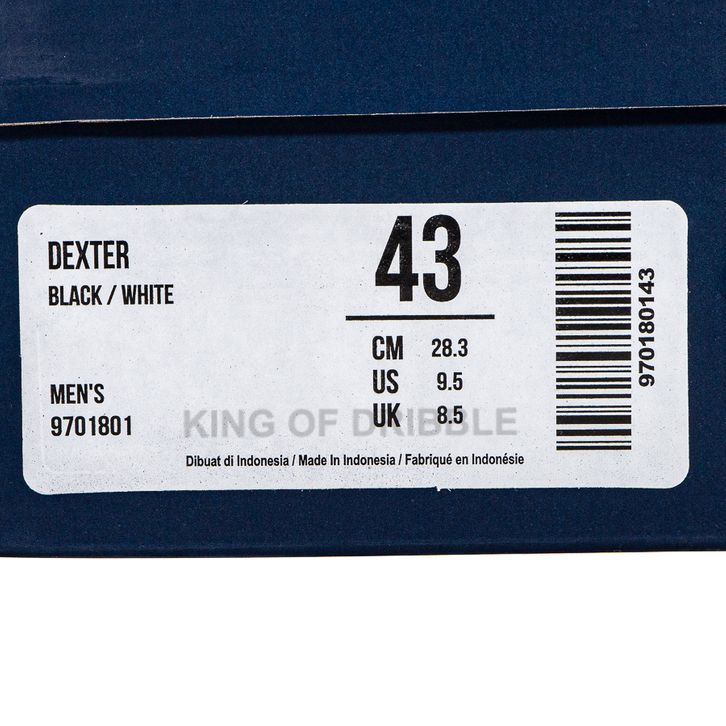 DEXTER
BLACK / WHITE
43
CM 28.3
US 9.5
UK 8.5
MEN'S
9701801
KING OF DRIBBLE
Dibuat di Indonesia / Made In Indonesia / Fabriqué en Indonésie
970180143